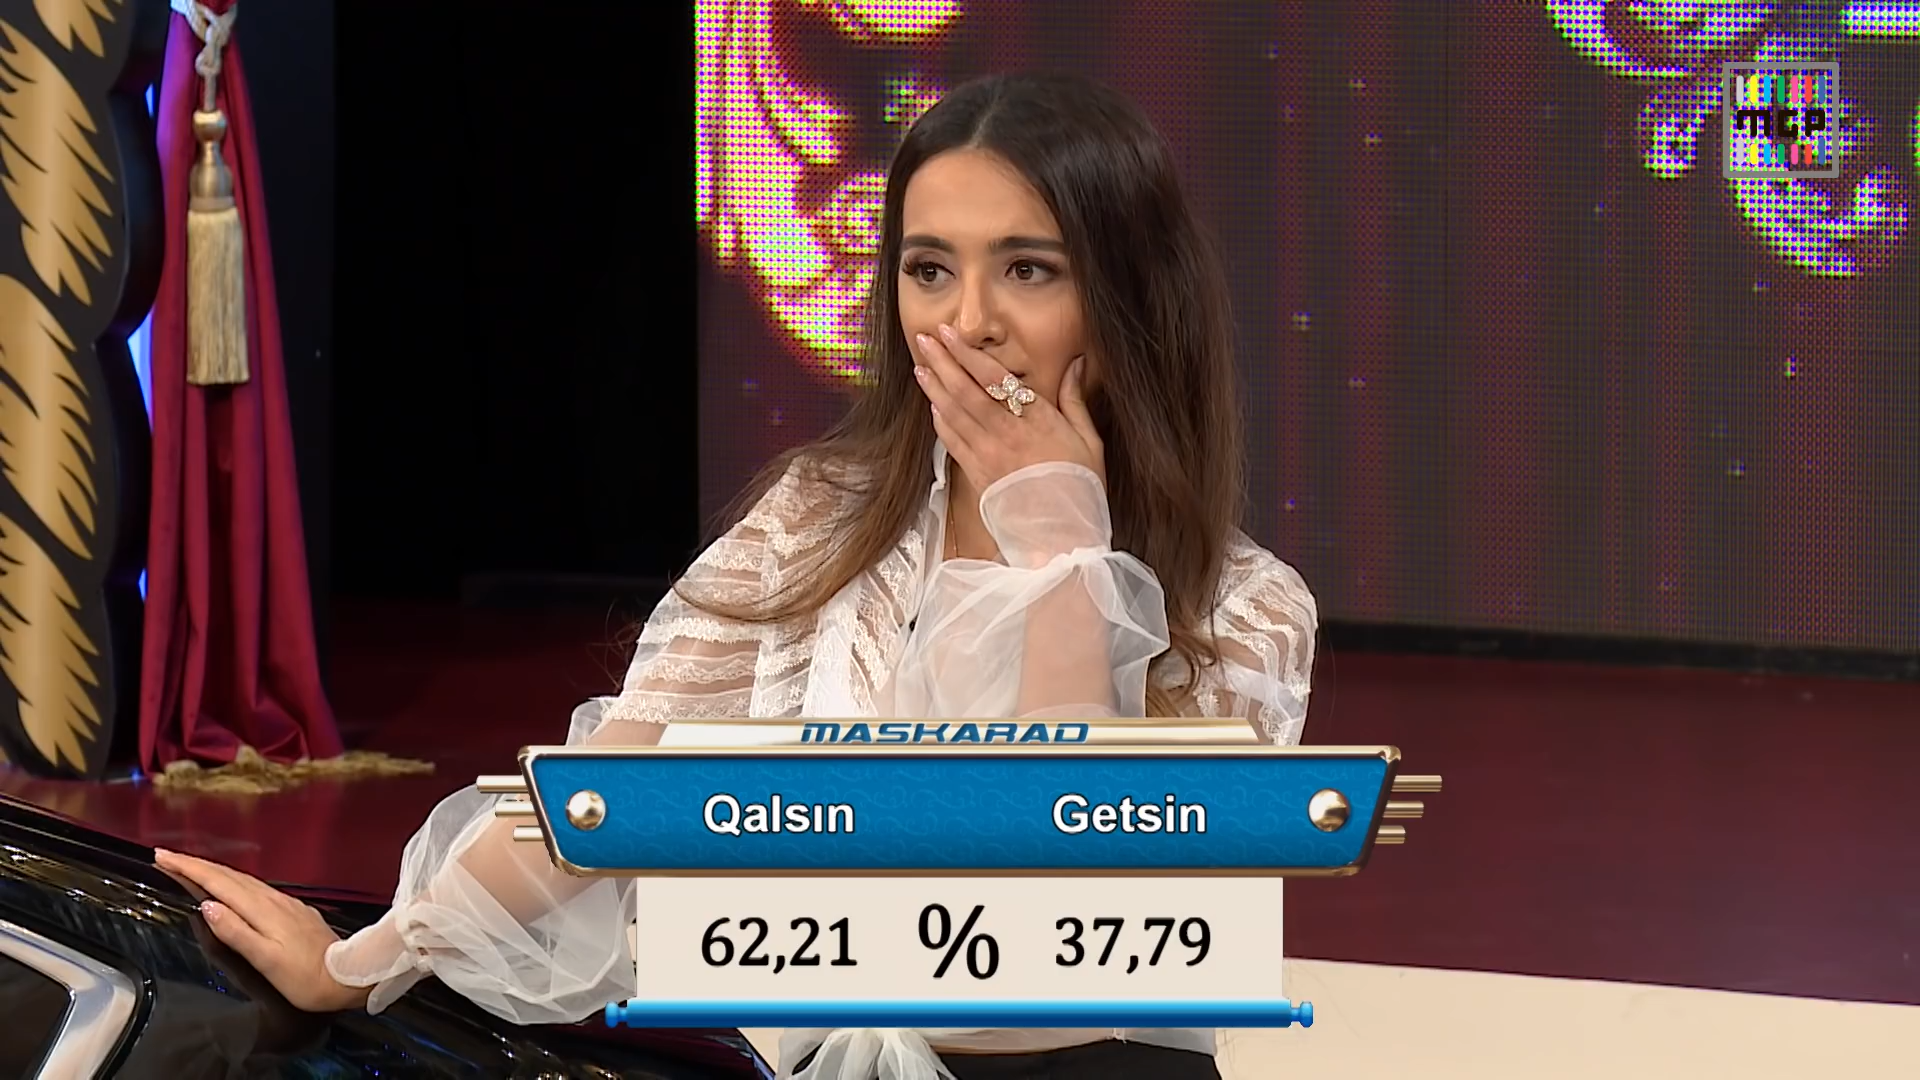 MGP
MASKARAD
Qalsın Getsin
62,21 % 37,79